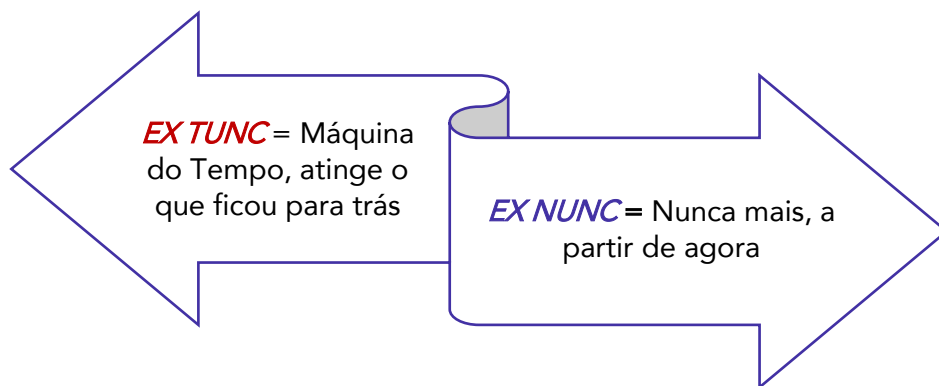 EX TUNC = Máquina
do Tempo, atinge o
que ficou para trás
EX NUNC = Nunca mais, a
partir de agora